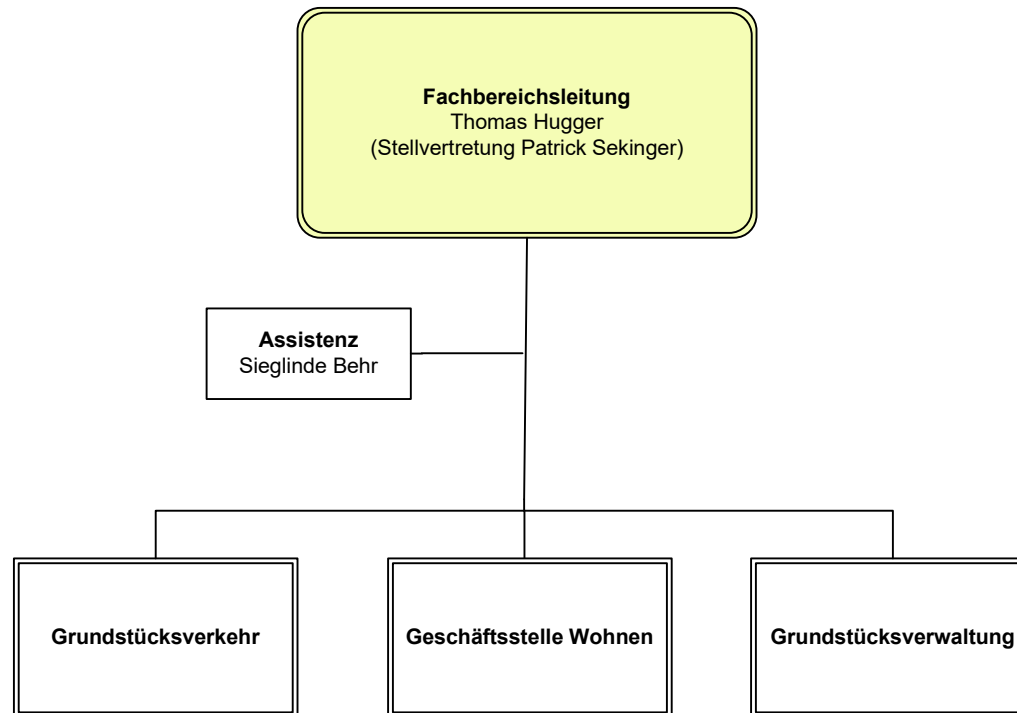 Fachbereichsleitung
Thomas Hugger
(Stellvertretung Patrick Sekinger)
Assistenz
Sieglinde Behr
Grundstücksverkehr
Geschäftsstelle Wohnen
Grundstücksverwaltung